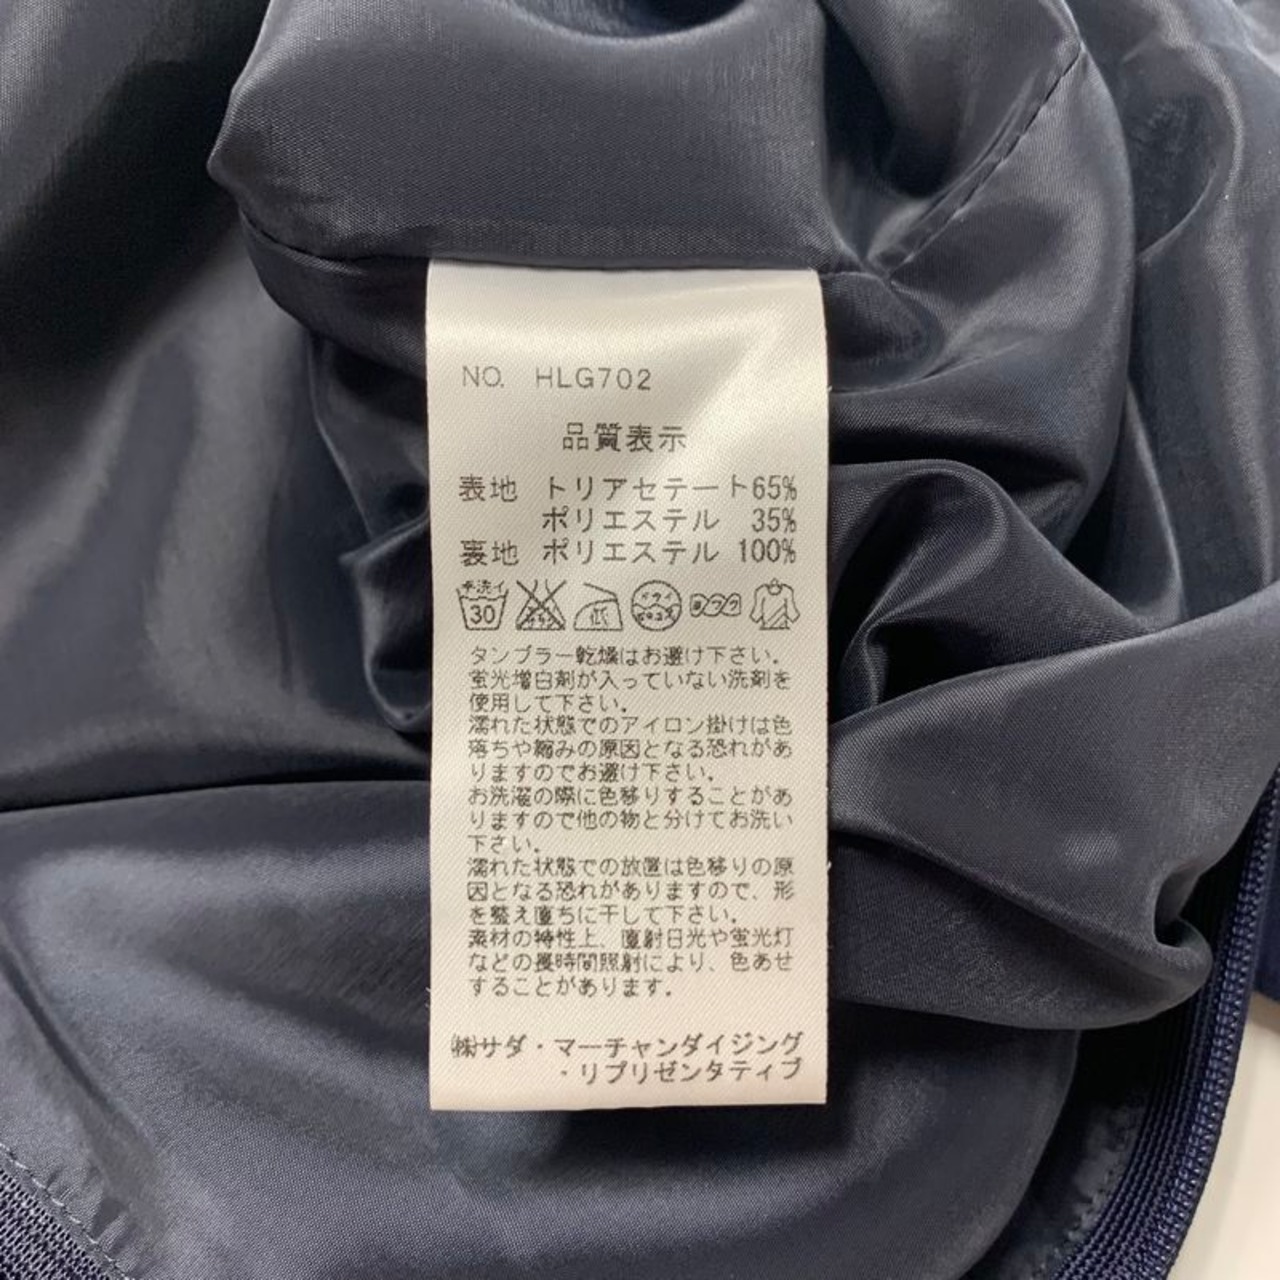 NO. HLG702
品質表示
表地 トリアセテート65%
ポリエステル 35%
裏地 ポリエステル 100%
手洗イ
30
低
タンブラー乾燥はお避け下さい。
蛍光増白剤が入っていない洗剤を
使用して下さい。
濡れた状態でのアイロン掛けは色
落ちや縮みの原因となる恐れがあ
りますのでお避け下さい。
お洗濯の際に色移りすることがあ
りますので他の物と分けてお洗い
下さい。
濡れた状態での放置は色移りの原
因となる恐れがありますので、形
を整え直ちに干して下さい。
素材の特性上、直射日光や蛍光灯
などの長時間照射により、色あせ
することがあります。
㈱サダ・マーチャンダイジング
・リプリゼンタティブ